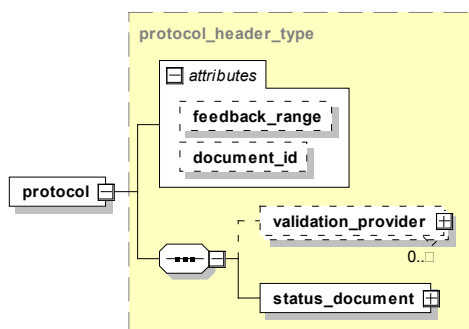 protocol_header_type
attributes
feedback_range
document_id
protocol
validation_provider
0..□
status_document